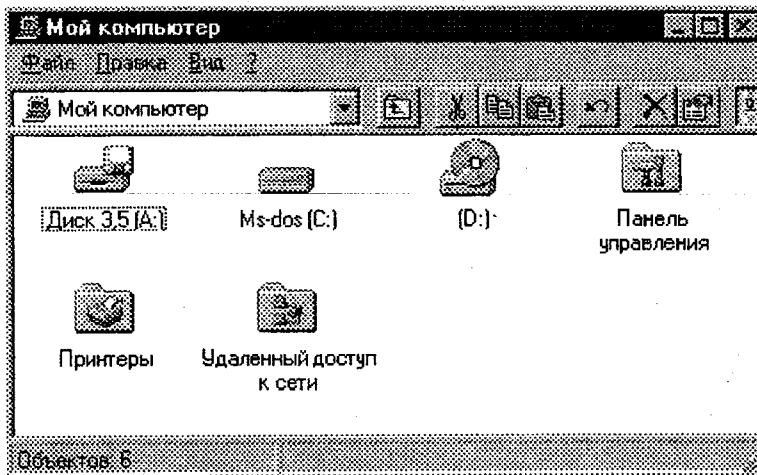 Мой компьютер
Файл Правка Вид ?
Мой компьютер
Диск 3,5 (A:) Ms-dos (C:) (D:) Панель
управления
Принтеры Удаленный доступ
к сети
Объектов: 6